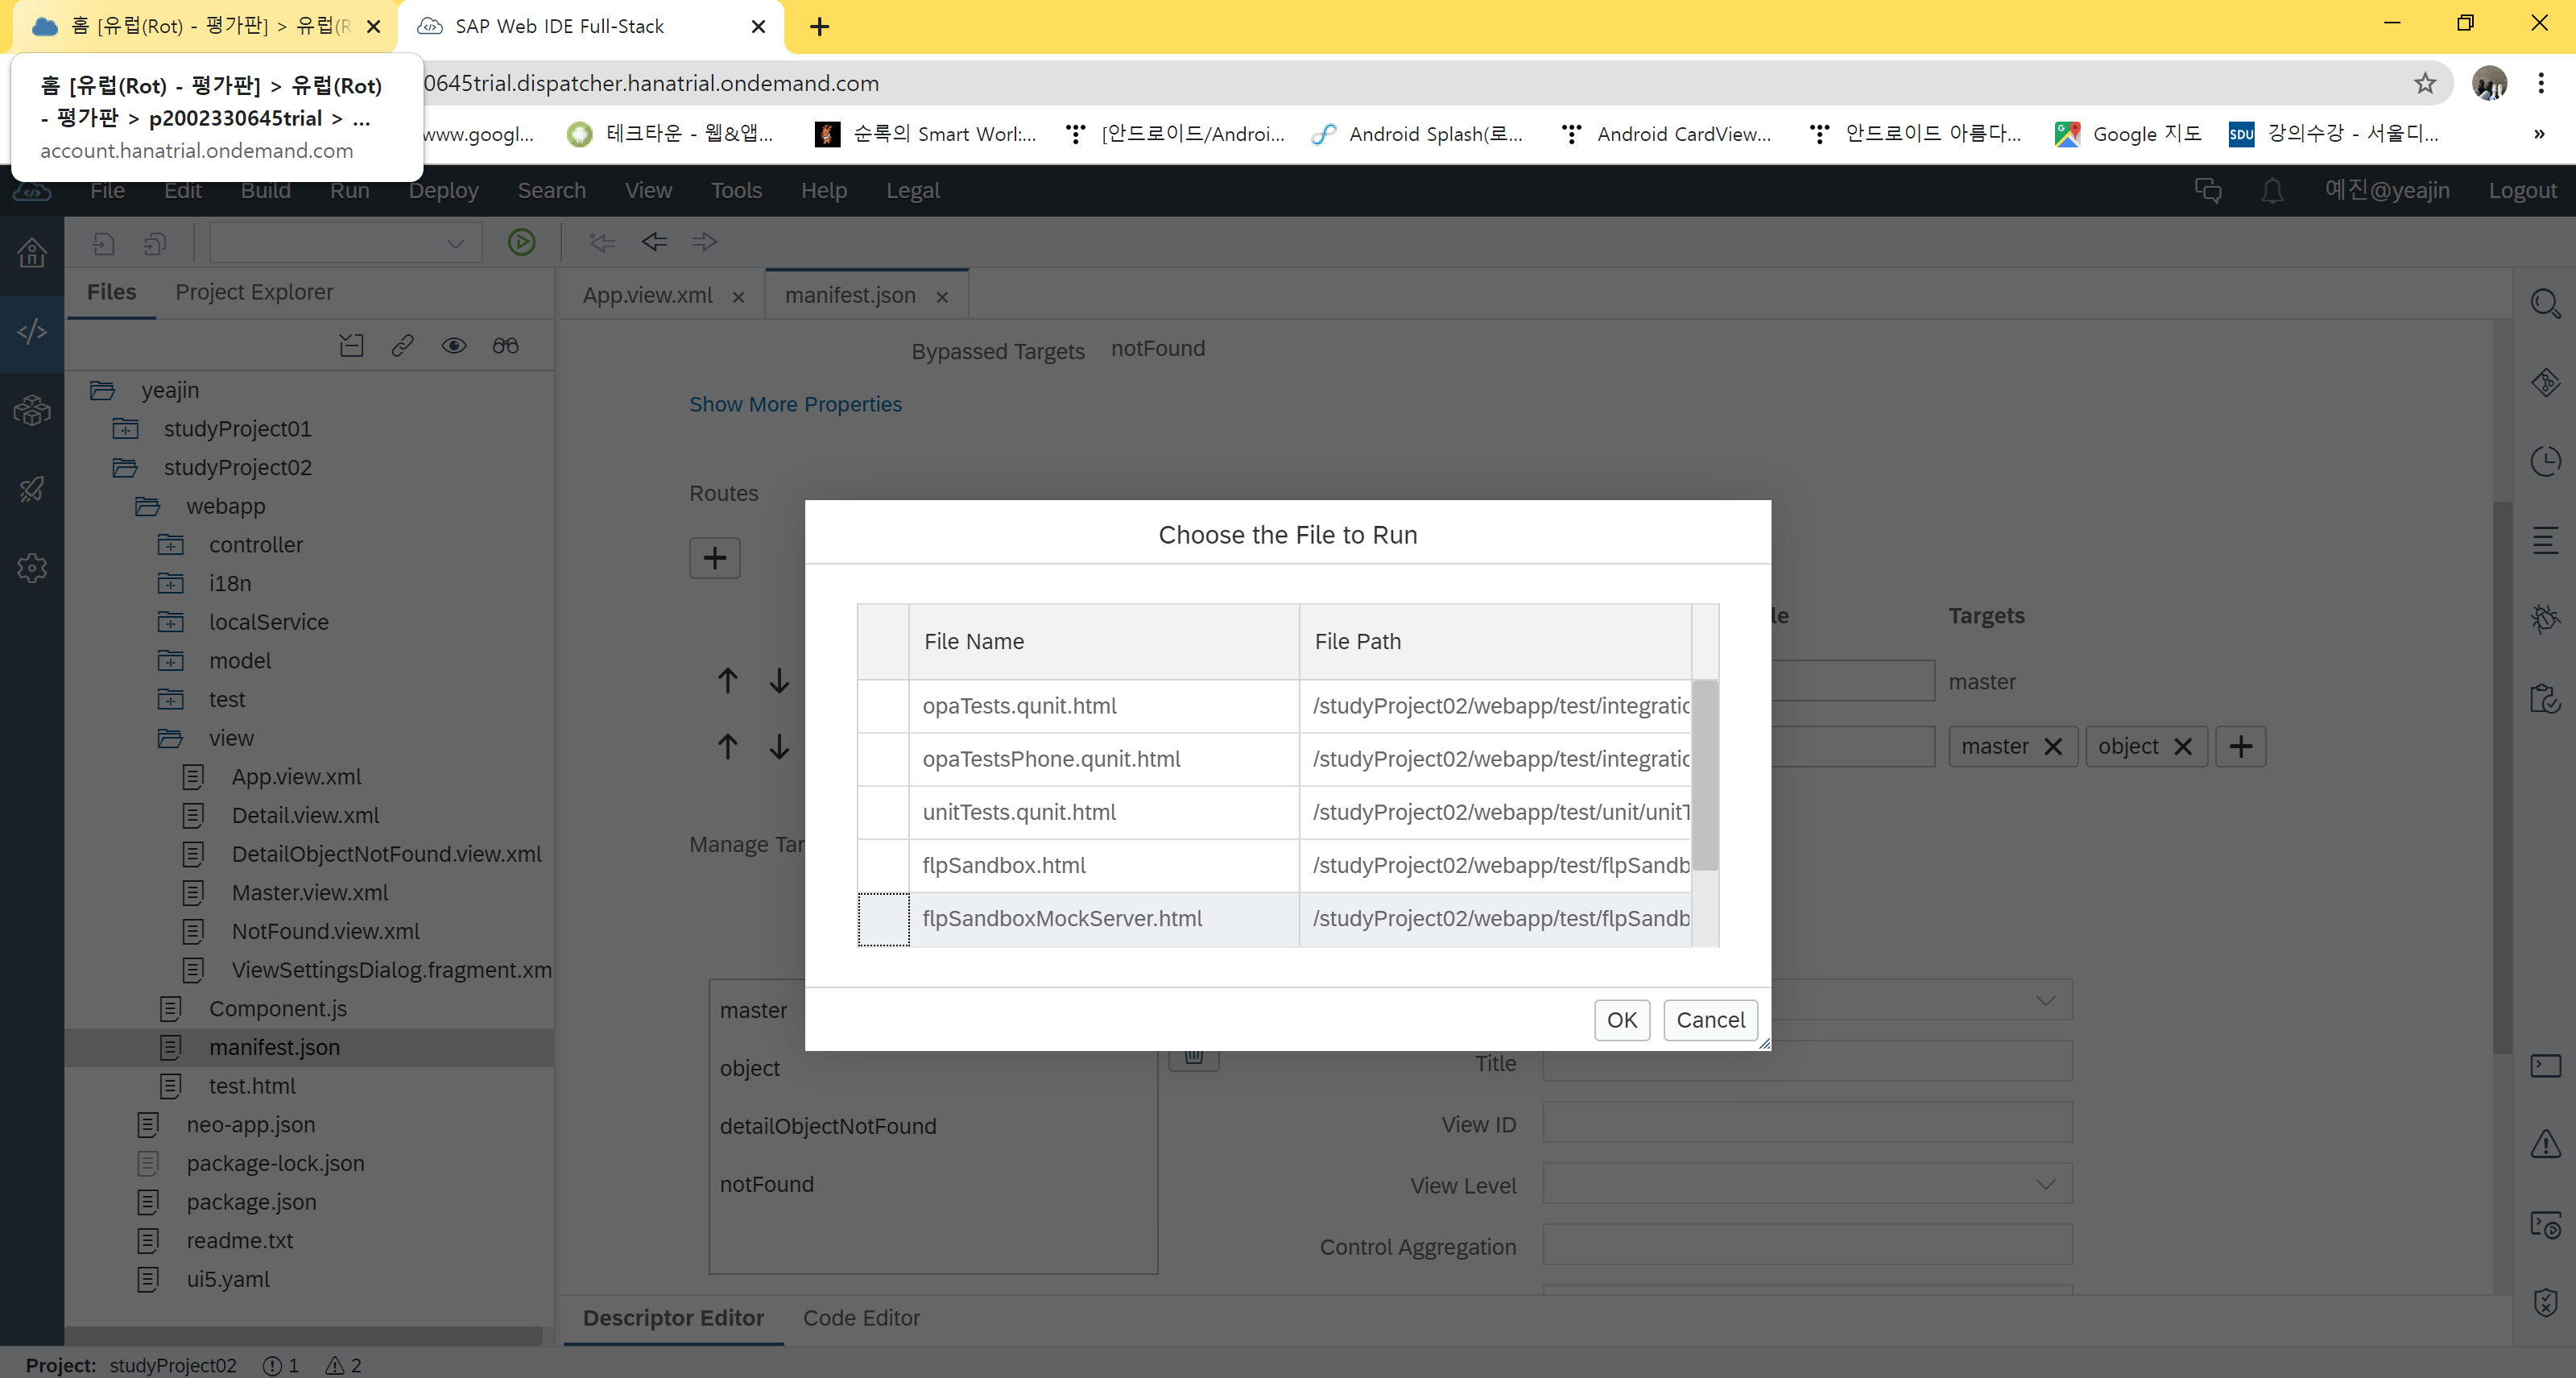 홈 [유럽(Rot) - 평가판] > 유럽(R
SAP Web IDE Full-Stack
홈 [유럽(Rot) - 평가판] > 유럽(Rot)
- 평가판 > p2002330645trial > ...
account.hanatrial.ondemand.com
0645trial.dispatcher.hanatrial.ondemand.com
www.googl...
테크타운 - 웹&앱...
순록의 Smart Worl:...
[안드로이드/Androi...
Android Splash(로...
Android CardView...
안드로이드 아름다...
Google 지도
SDU
강의수강 - 서울디...
»
File Edit Build Run Deploy Search View Tools Help Legal
예진@yeajin
Logout
Files
Project Explorer
App.view.xml
manifest.json
Bypassed Targets notFound
Show More Properties
Routes
yeajin
studyProject01
studyProject02
webapp
controller
i18n
localService
model
test
view
App.view.xml
Detail.view.xml
DetailObjectNotFound.view.xml
Master.view.xml
NotFound.view.xml
ViewSettingsDialog.fragment.xm
Component.js
manifest.json
test.html
neo-app.json
package-lock.json
package.json
readme.txt
ui5.yaml
Choose the File to Run
File Name File Path
opaTests.qunit.html /studyProject02/webapp/test/integratic
opaTestsPhone.qunit.html /studyProject02/webapp/test/integratic
unitTests.qunit.html /studyProject02/webapp/test/unit/unitT
flpSandbox.html /studyProject02/webapp/test/flpSandb
flpSandboxMockServer.html /studyProject02/webapp/test/flpSandb
OK Cancel
le Targets
master
master object
Manage Tar
master
object
detailObjectNotFound
notFound
Title
View ID
View Level
Control Aggregation
Descriptor Editor Code Editor
Project: studyProject02 1 2